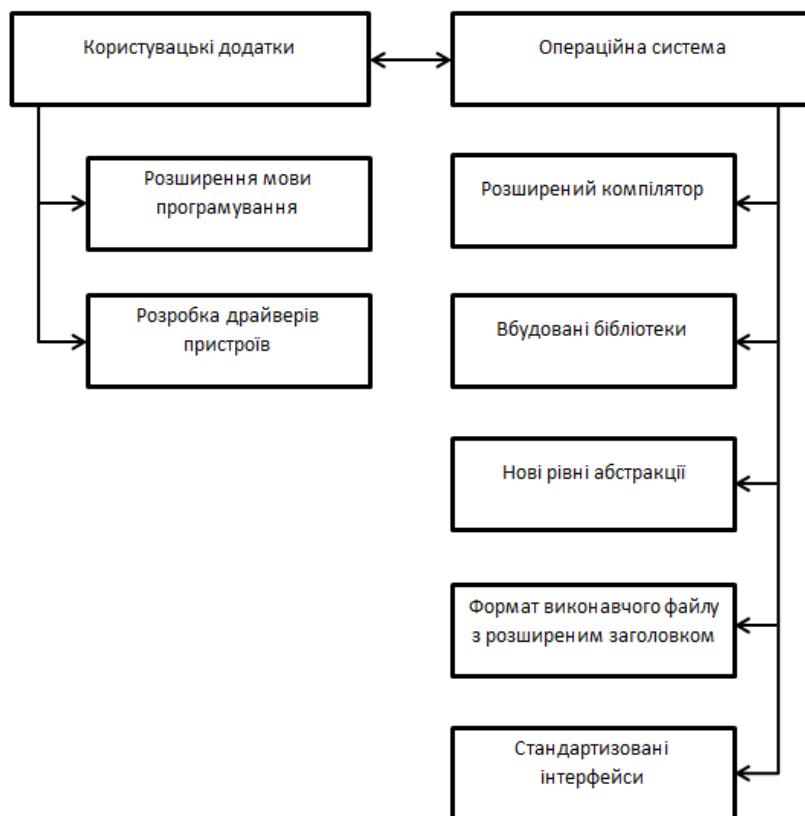 Користувацькі додатки
Операційна система
Розширення мови
програмування
Розширений компілятор
Розробка драйверів
пристроїв
Вбудовані бібліотеки
Нові рівні абстракції
Формат виконавчого файлу
з розширеним заголовком
Стандартизовані
інтерфейси